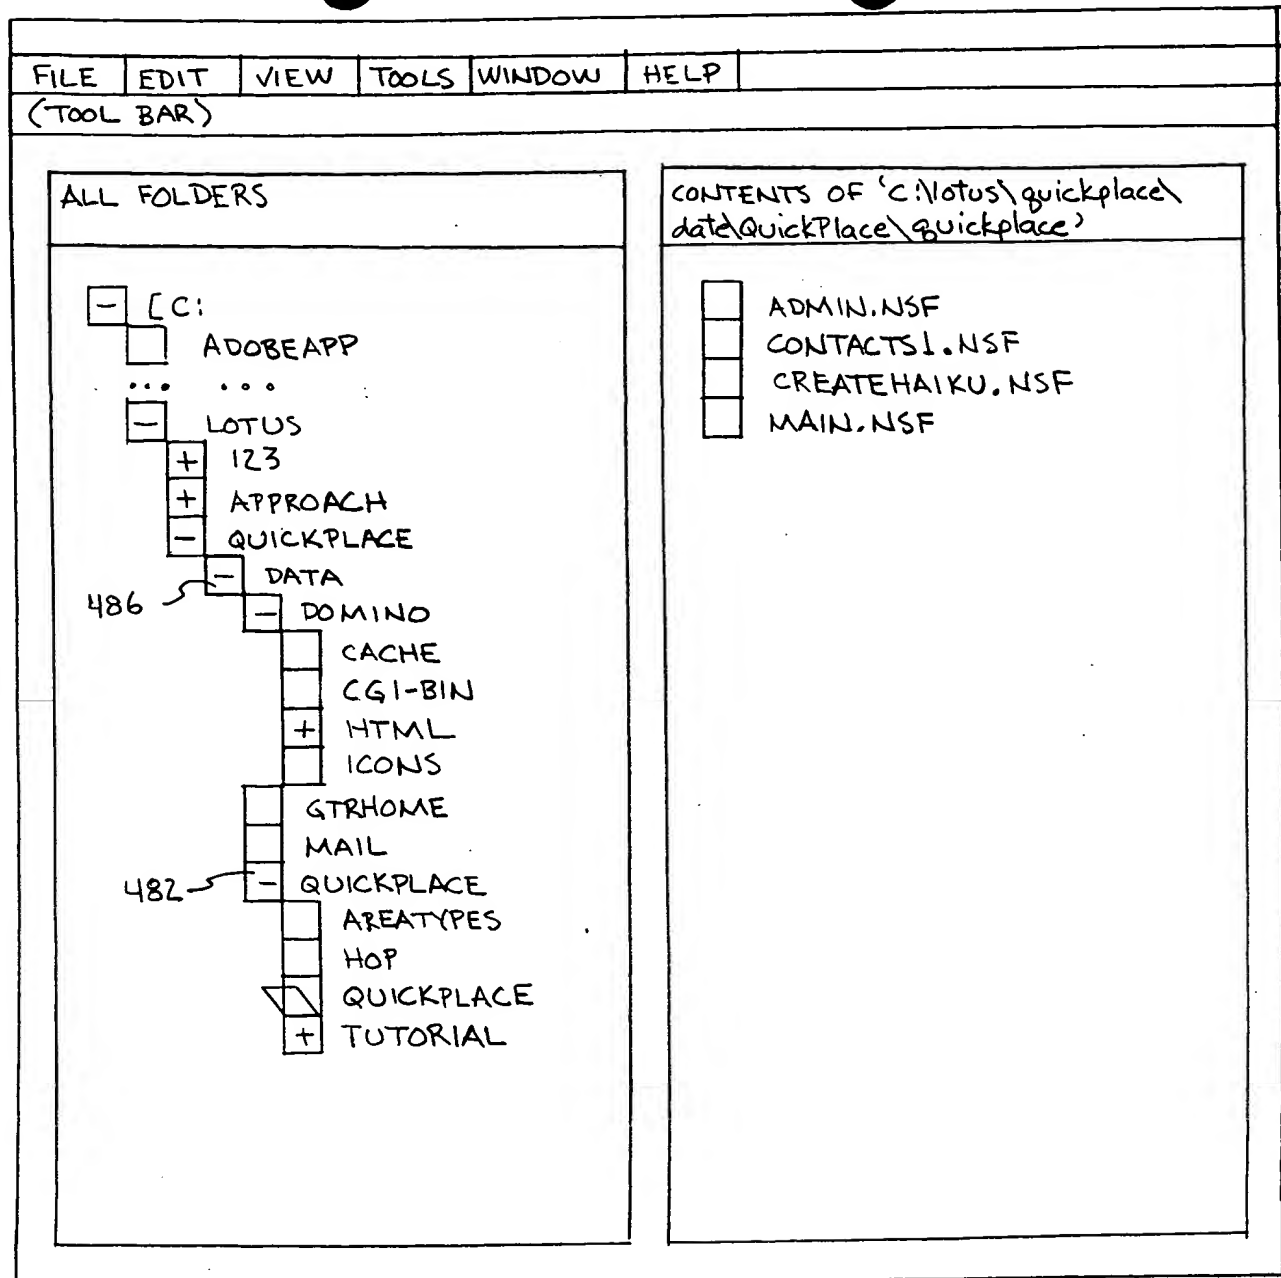 FILE EDIT VIEW TOOLS WINDOW HELP
(TOOL BAR)
ALL FOLDERS
- [C:
ADOBEAPP
... ...
- LOTUS
+ 123
+ APPROACH
- QUICKPLACE
- DATA
486
- DOMINO
CACHE
CGI-BIN
+ HTML
ICONS
GTRHOME
MAIL
482
- QUICKPLACE
AREATYPES
HOP
QUICKPLACE
+ TUTORIAL
CONTENTS OF 'C:\lotus\quickplace\
date\QuickPlace\quickplace'
ADMIN.NSF
CONTACTS1.NSF
CREATEHAIKU.NSF
MAIN.NSF